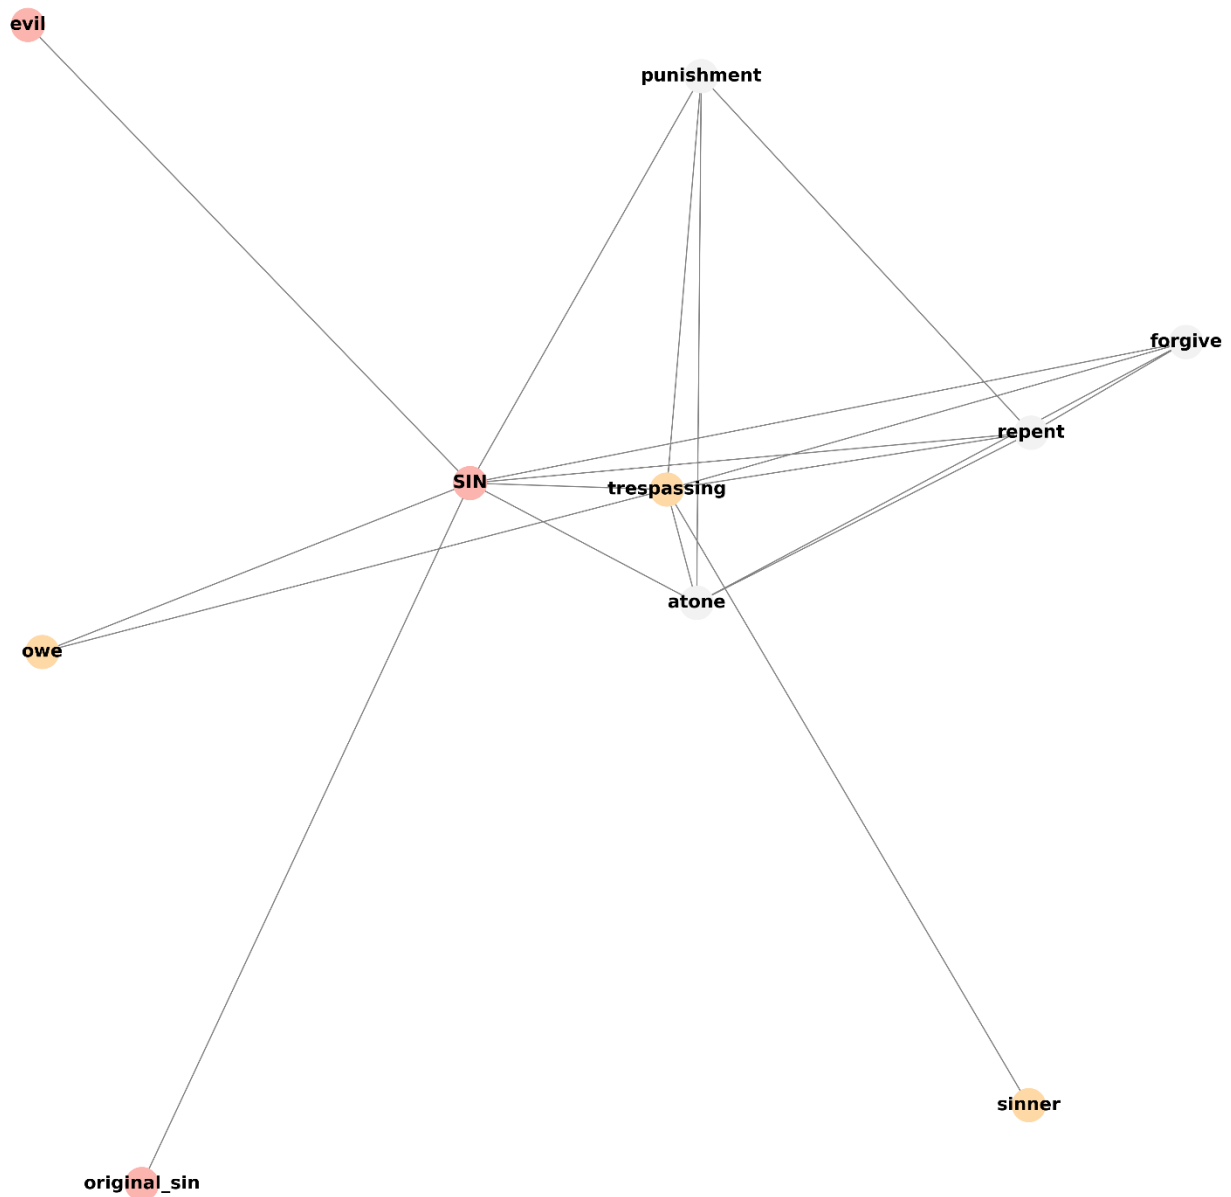 evil
punishment
forgive
repent
SIN
trespassing
atone
owe
sinner
original_sin